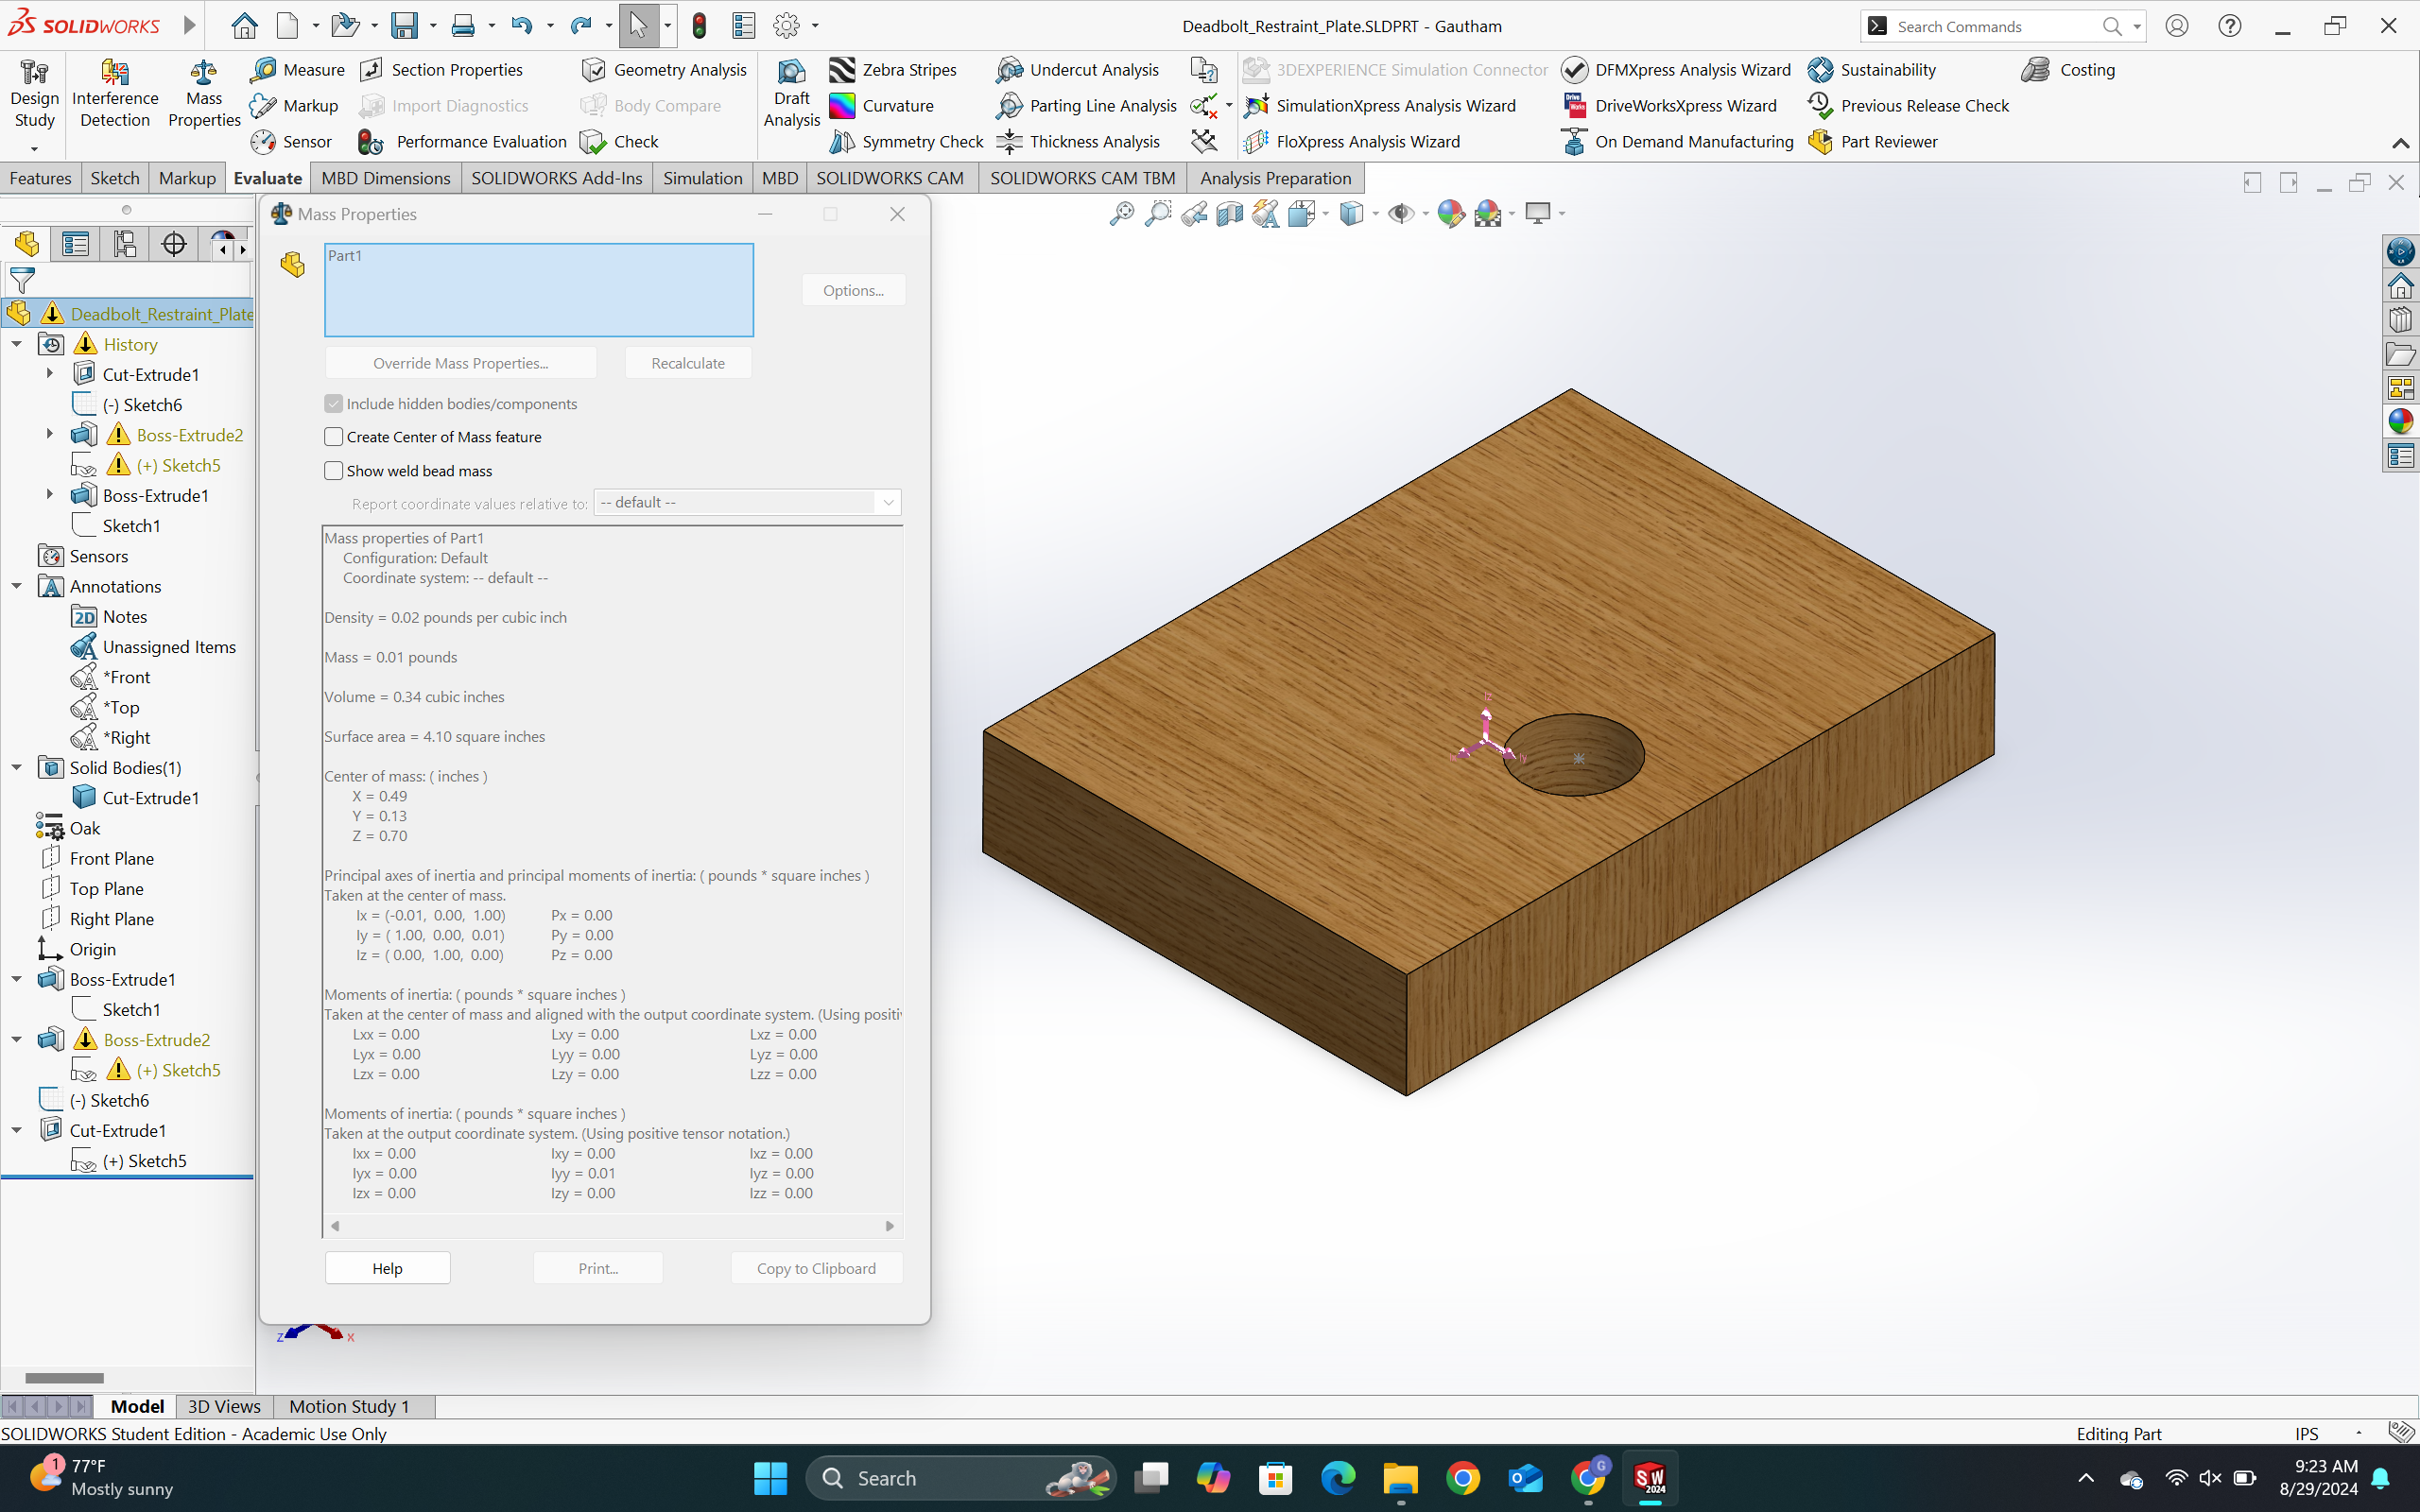 SOLIDWORKS
Deadbolt_Restraint_Plate.SLDPRT - Gautham
Search Commands
Design Study
Interference Detection
Mass Properties
Measure
Markup
Sensor
Section Properties
Import Diagnostics
Performance Evaluation
Geometry Analysis
Body Compare
Check
Draft Analysis
Zebra Stripes
Curvature
Symmetry Check
Undercut Analysis
Parting Line Analysis
Thickness Analysis
3DEXPERIENCE Simulation Connector
SimulationXpress Analysis Wizard
FloXpress Analysis Wizard
DFMXpress Analysis Wizard
DriveWorksXpress Wizard
On Demand Manufacturing
Sustainability
Previous Release Check
Part Reviewer
Costing
Features
Sketch
Markup
Evaluate
MBD Dimensions
SOLIDWORKS Add-Ins
Simulation
MBD
SOLIDWORKS CAM
SOLIDWORKS CAM TBM
Analysis Preparation
Deadbolt_Restraint_Plate
History
Cut-Extrude1
(-) Sketch6
Boss-Extrude2
(+) Sketch5
Boss-Extrude1
Sketch1
Sensors
Annotations
Notes
Unassigned Items
*Front
*Top
*Right
Solid Bodies(1)
Cut-Extrude1
Oak
Front Plane
Top Plane
Right Plane
Origin
Boss-Extrude1
Sketch1
Boss-Extrude2
(+) Sketch5
(-) Sketch6
Cut-Extrude1
(+) Sketch5
Mass Properties
Part1
Options...
Override Mass Properties...
Recalculate
Include hidden bodies/components
Create Center of Mass feature
Show weld bead mass
Report coordinate values relative to:
-- default --
Mass properties of Part1
Configuration: Default
Coordinate system: -- default --
Density = 0.02 pounds per cubic inch
Mass = 0.01 pounds
Volume = 0.34 cubic inches
Surface area = 4.10 square inches
Center of mass: ( inches )
X = 0.49
Y = 0.13
Z = 0.70
Principal axes of inertia and principal moments of inertia: ( pounds * square inches )
Taken at the center of mass.
Ix = (-0.01, 0.00, 1.00) Px = 0.00
Iy = ( 1.00, 0.00, 0.01) Py = 0.00
Iz = ( 0.00, 1.00, 0.00) Pz = 0.00
Moments of inertia: ( pounds * square inches )
Taken at the center of mass and aligned with the output coordinate system. (Using positi
Lxx = 0.00 Lxy = 0.00 Lxz = 0.00
Lyx = 0.00 Lyy = 0.00 Lyz = 0.00
Lzx = 0.00 Lzy = 0.00 Lzz = 0.00
Moments of inertia: ( pounds * square inches )
Taken at the output coordinate system. (Using positive tensor notation.)
Ixx = 0.00 Ixy = 0.00 Ixz = 0.00
Iyx = 0.00 Iyy = 0.01 Iyz = 0.00
Izx = 0.00 Izy = 0.00 Izz = 0.00
Help
Print...
Copy to Clipboard
Z
X
Model
3D Views
Motion Study 1
SOLIDWORKS Student Edition - Academic Use Only
Editing Part
IPS
1
77°F
Mostly sunny
Search
G
SW
2024
9:23 AM
8/29/2024